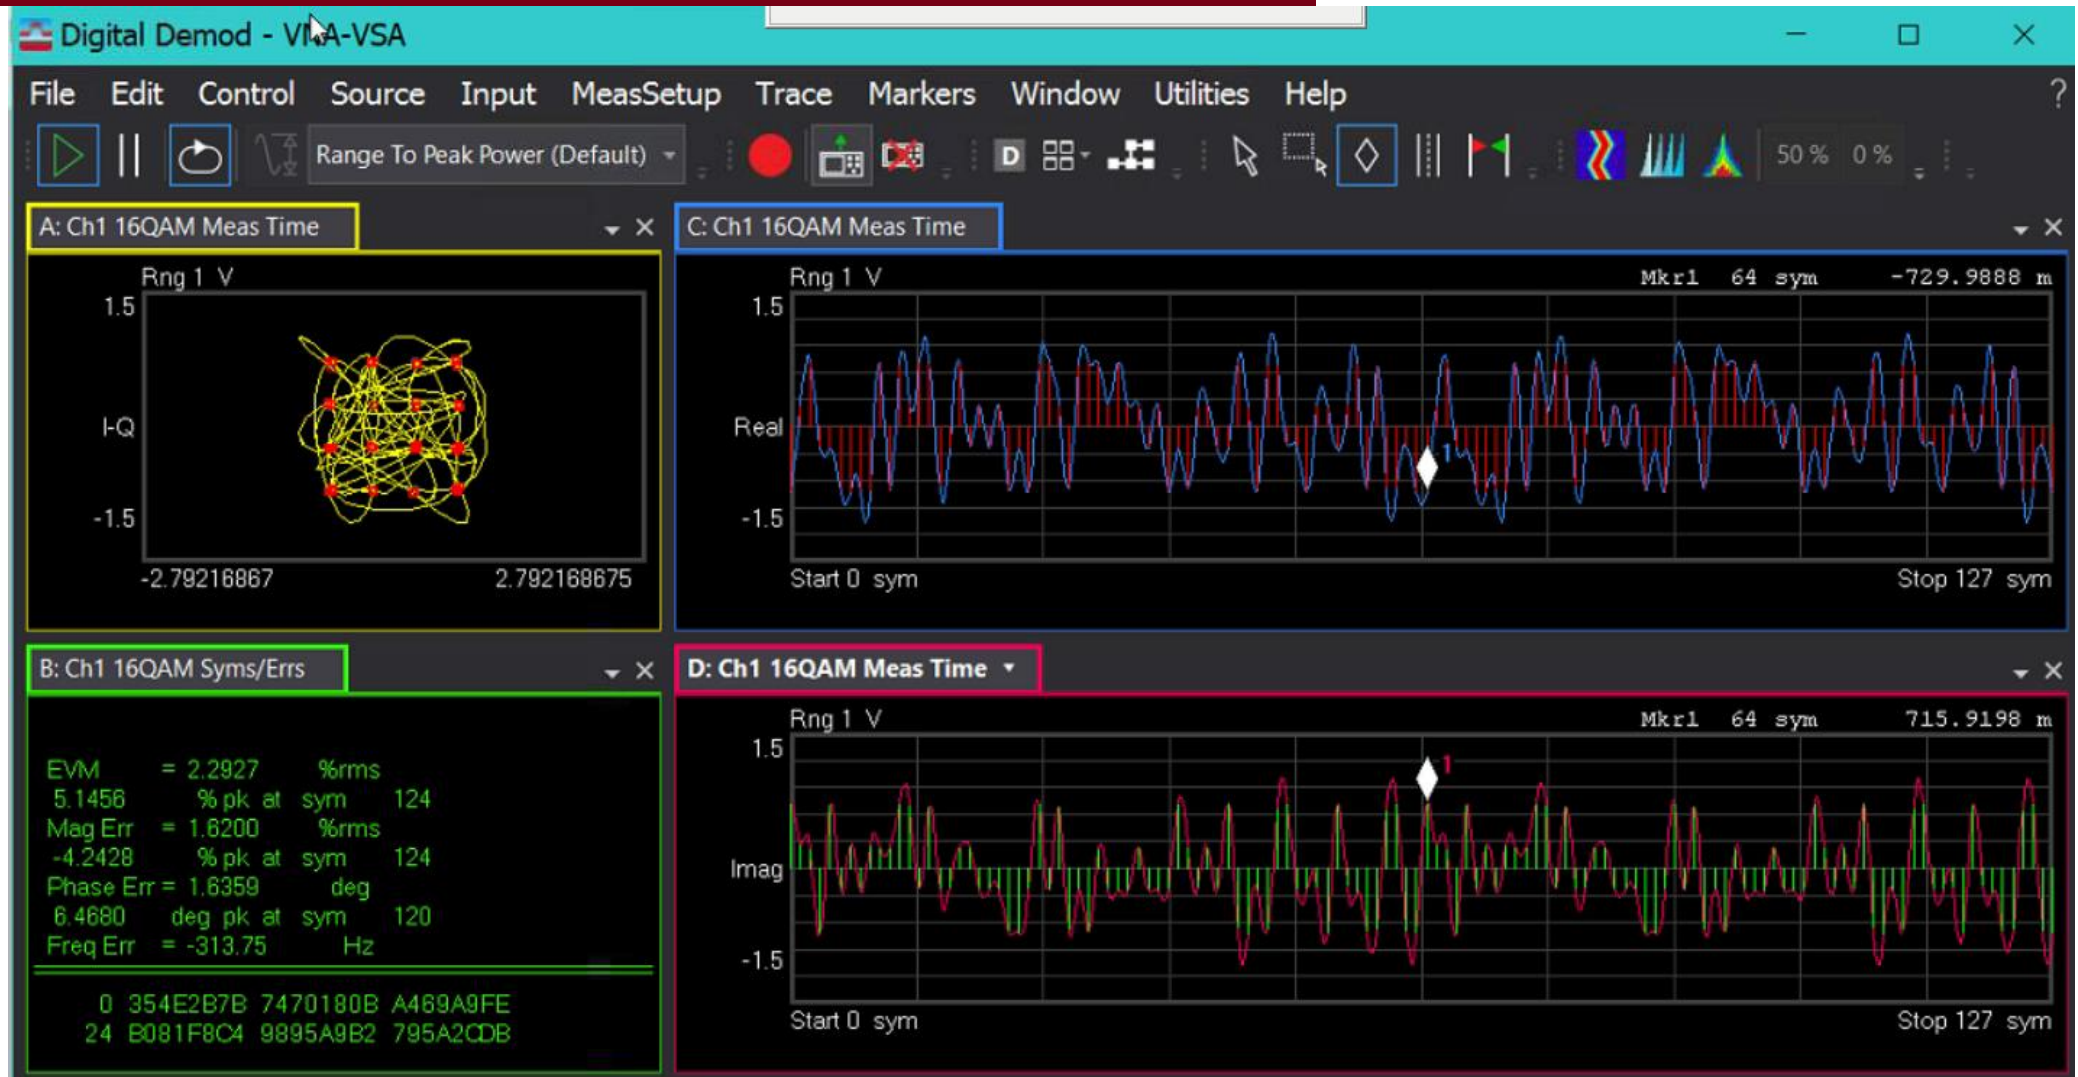 Digital Demod - VNA-VSA
File Edit Control Source Input MeasSetup Trace Markers Window Utilities Help ?
Range To Peak Power (Default) D 50 % 0 %
A: Ch1 16QAM Meas Time
Rng 1 V
1.5
I-Q
-1.5
-2.79216867 2.792168675
C: Ch1 16QAM Meas Time
Rng 1 V Mkr1 64 sym -729.9888 m
1.5
Real
1
-1.5
Start 0 sym Stop 127 sym
B: Ch1 16QAM Syms/Errs
EVM = 2.2927 %rms
5.1456 % pk at sym 124
Mag Err = 1.6200 %rms
-4.2428 % pk at sym 124
Phase Err = 1.6359 deg
6.4680 deg pk at sym 120
Freq Err = -313.75 Hz
0 354E2B7B 7470180B A469A9FE
24 B081F8C4 9895A9B2 795A2CDB
D: Ch1 16QAM Meas Time
Rng 1 V Mkr1 64 sym 715.9198 m
1.5
1
Imag
-1.5
Start 0 sym Stop 127 sym